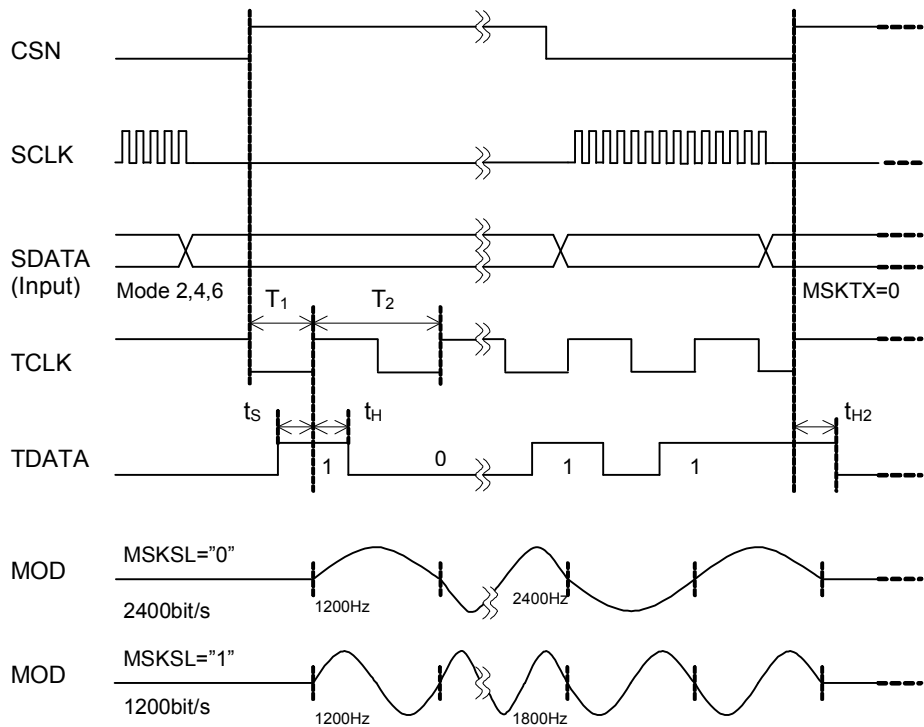 CSN
SCLK
SDATA
(Input)
Mode 2,4,6
MSKTX=0
T1
T2
TCLK
tS
tH
tH2
TDATA
1
0
1
1
MOD
MSKSL=”0”
2400bit/s
1200Hz
2400Hz
MOD
MSKSL=”1”
1200bit/s
1200Hz
1800Hz